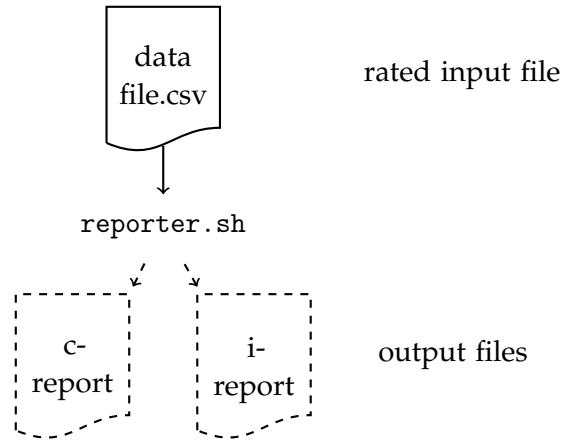 data
file.csv
rated input file
reporter.sh
c-
report
i-
report
output files